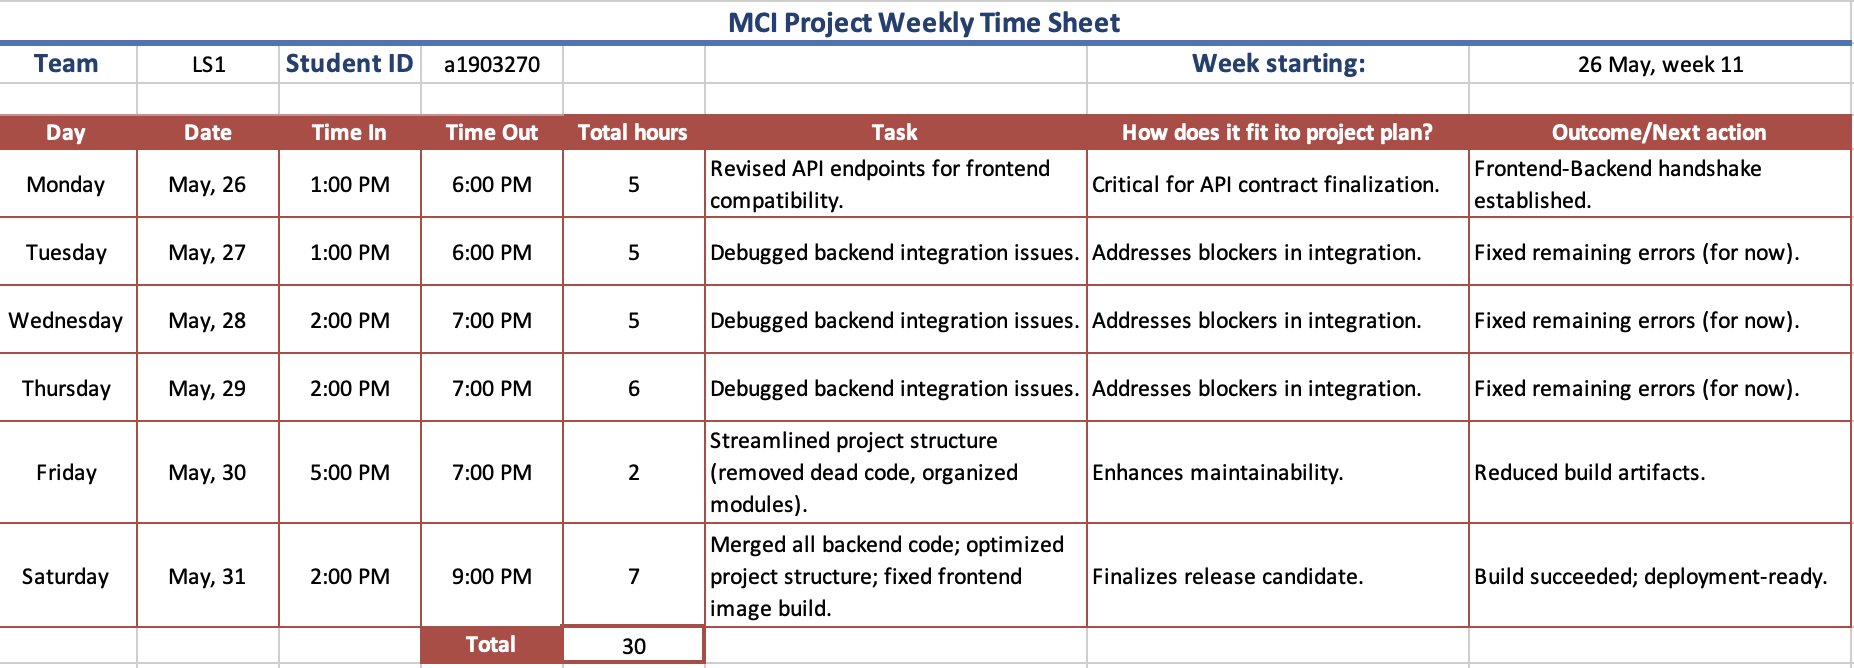 MCI Project Weekly Time Sheet
Team LS1 Student ID a1903270 Week starting: 26 May, week 11
Day Date Time In Time Out Total hours Task How does it fit ito project plan? Outcome/Next action
Monday May, 26 1:00 PM 6:00 PM 5 Revised API endpoints for frontend compatibility. Critical for API contract finalization. Frontend-Backend handshake established.
Tuesday May, 27 1:00 PM 6:00 PM 5 Debugged backend integration issues. Addresses blockers in integration. Fixed remaining errors (for now).
Wednesday May, 28 2:00 PM 7:00 PM 5 Debugged backend integration issues. Addresses blockers in integration. Fixed remaining errors (for now).
Thursday May, 29 2:00 PM 7:00 PM 6 Debugged backend integration issues. Addresses blockers in integration. Fixed remaining errors (for now).
Friday May, 30 5:00 PM 7:00 PM 2 Streamlined project structure (removed dead code, organized modules). Enhances maintainability. Reduced build artifacts.
Saturday May, 31 2:00 PM 9:00 PM 7 Merged all backend code; optimized project structure; fixed frontend image build. Finalizes release candidate. Build succeeded; deployment-ready.
Total 30